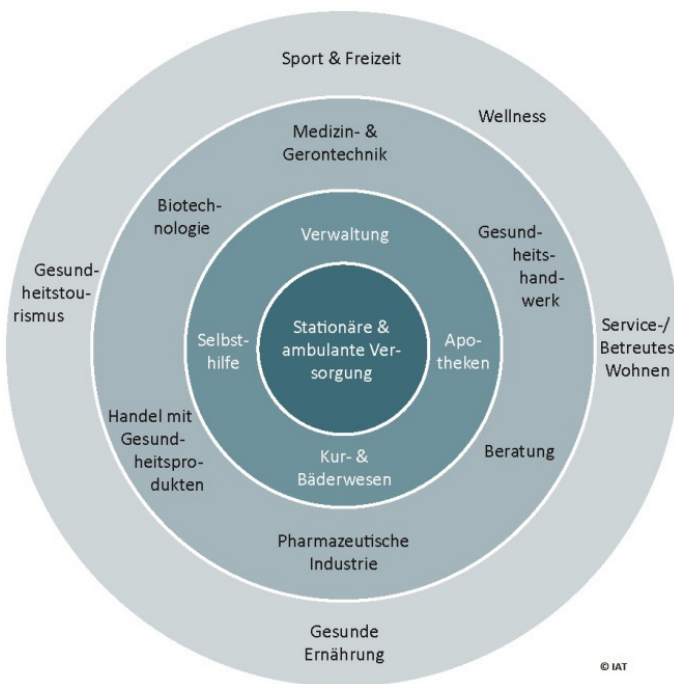 Sport & Freizeit
Wellness
Medizin- &
Gerontechnik
Biotech-
nologie
Verwaltung
Gesund-
heits-
hand-
werk
Gesund-
heitstou-
rismus
Stationäre &
ambulante Ver-
sorgung
Selbst-
hilfe
Apo-
theken
Service-/
Betreutes
Wohnen
Handel mit
Gesund-
heitspro-
dukten
Kur- &
Bäderwesen
Beratung
Pharmazeutische
Industrie
Gesunde
Ernährung
© IAT